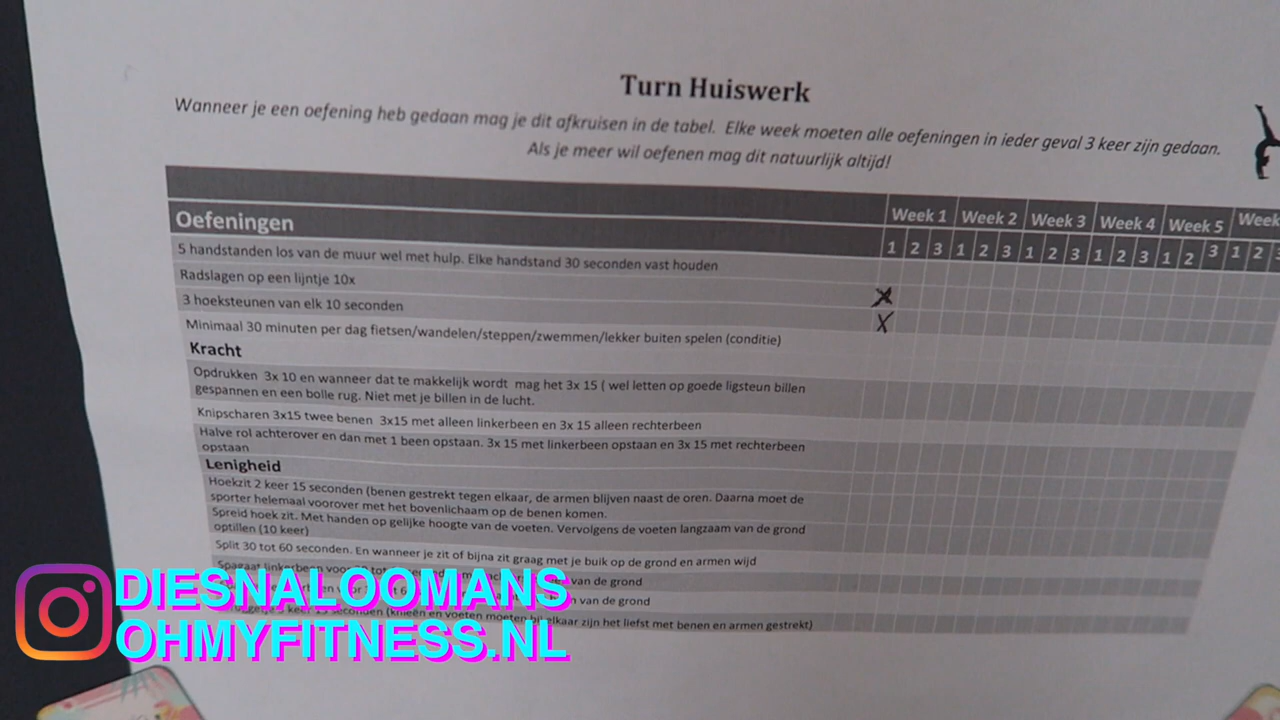 Turn Huiswerk
Wanneer je een oefening heb gedaan mag je dit afkruisen in de tabel. Elke week moeten alle oefeningen in ieder geval 3 keer zijn gedaan.
Als je meer wil oefenen mag dit natuurlijk altijd!
Week 1 Week 2 Week 3 Week 4 Week 5 Week
Oefeningen 1 2 3 1 2 3 1 2 3 1 2 3 1 2 3 1 2 3
5 handstanden los van de muur wel met hulp. Elke handstand 30 seconden vast houden
Radslagen op een lijntje 10x
3 hoeksteunen van elk 10 seconden X
Minimaal 30 minuten per dag fietsen/wandelen/steppen/zwemmen/lekker buiten spelen (conditie) X
Kracht
Opdrukken 3x 10 en wanneer dat te makkelijk wordt mag het 3x 15 ( wel letten op goede ligsteun billen
gespannen en een bolle rug. Niet met je billen in de lucht.
Knipscharen 3x15 twee benen 3x15 met alleen linkerbeen en 3x 15 alleen rechterbeen
Halve rol achterover en dan met 1 been opstaan. 3x 15 met linkerbeen opstaan en 3x 15 met rechterbeen
opstaan
Lenigheid
Hoekzit 2 keer 15 seconden (benen gestrekt tegen elkaar, de armen blijven naast de oren. Daarna moet de
sporter helemaal voorover met het bovenlichaam op de benen komen.
Spreid hoek zit. Met handen op gelijke hoogte van de voeten. Vervolgens de voeten langzaam van de grond
optillen (10 keer)
Split 30 tot 60 seconden. En wanneer je zit of bijna zit graag met je buik op de grond en armen wijd
Spagaat linkerbeen van de grond
van de grond
seconden (knieën en voeten moeten bij elkaar zijn het liefst met benen en armen gestrekt)
DIESNALOOMANS
OHMYFITNESS.NL